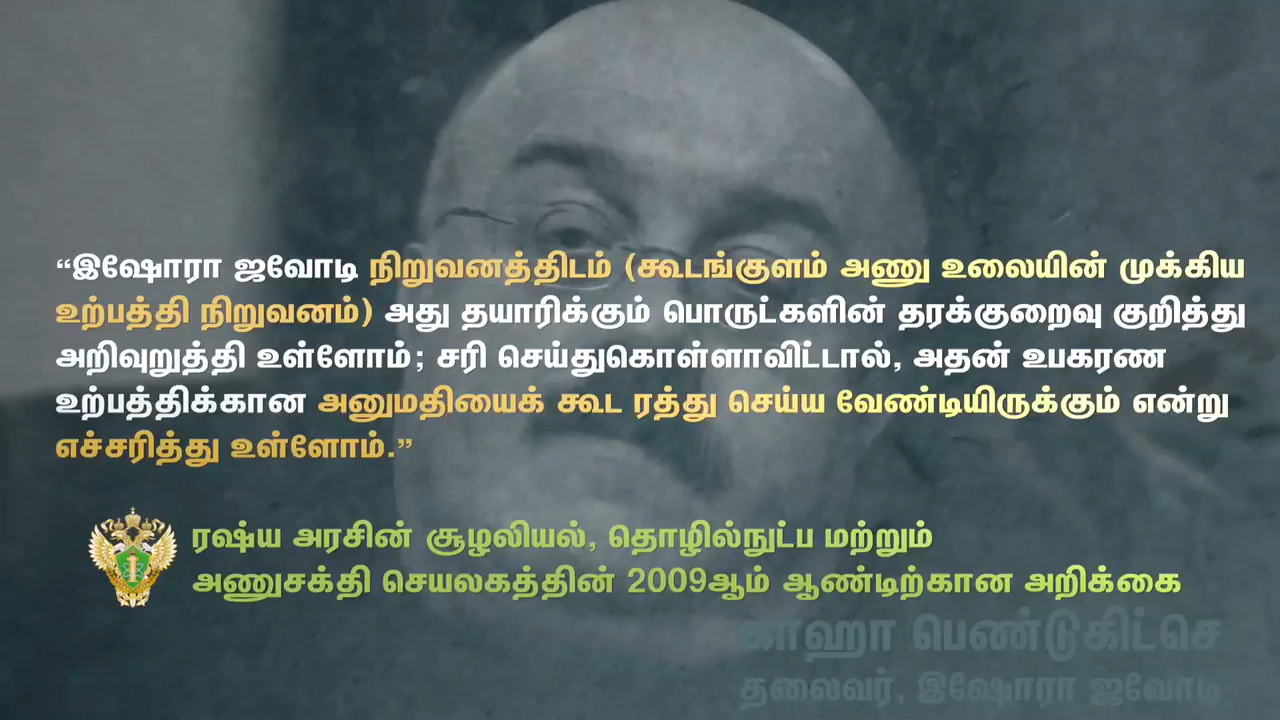 “இஷோரா ஜவோடி நிறுவனத்திடம் (கூடங்குளம் அணு உலையின் முக்கிய
உற்பத்தி நிறுவனம்) அது தயாரிக்கும் பொருட்களின் தரக்குறைவு குறித்து
அறிவுறுத்தி உள்ளோம்; சரி செய்துகொள்ளாவிட்டால், அதன் உபகரண
உற்பத்திக்கான அனுமதியைக் கூட ரத்து செய்ய வேண்டியிருக்கும் என்று
எச்சரித்து உள்ளோம்.”
ரஷ்ய அரசின் சூழலியல், தொழில்நுட்ப மற்றும்
அணுசக்தி செயலகத்தின் 2009ஆம் ஆண்டிற்கான அறிக்கை
காஹா பெண்டுகிட்செ
தலைவர், இஷோரா ஜவோடி